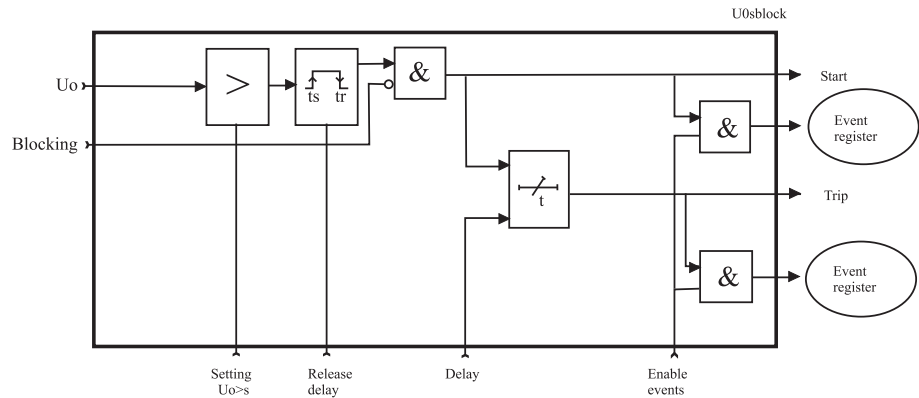 U0sblock
Uo
>
ts tr
&
Start
Blocking
&
Event
register
t
Trip
&
Event
register
Setting
Uo>s
Release
delay
Delay
Enable
events